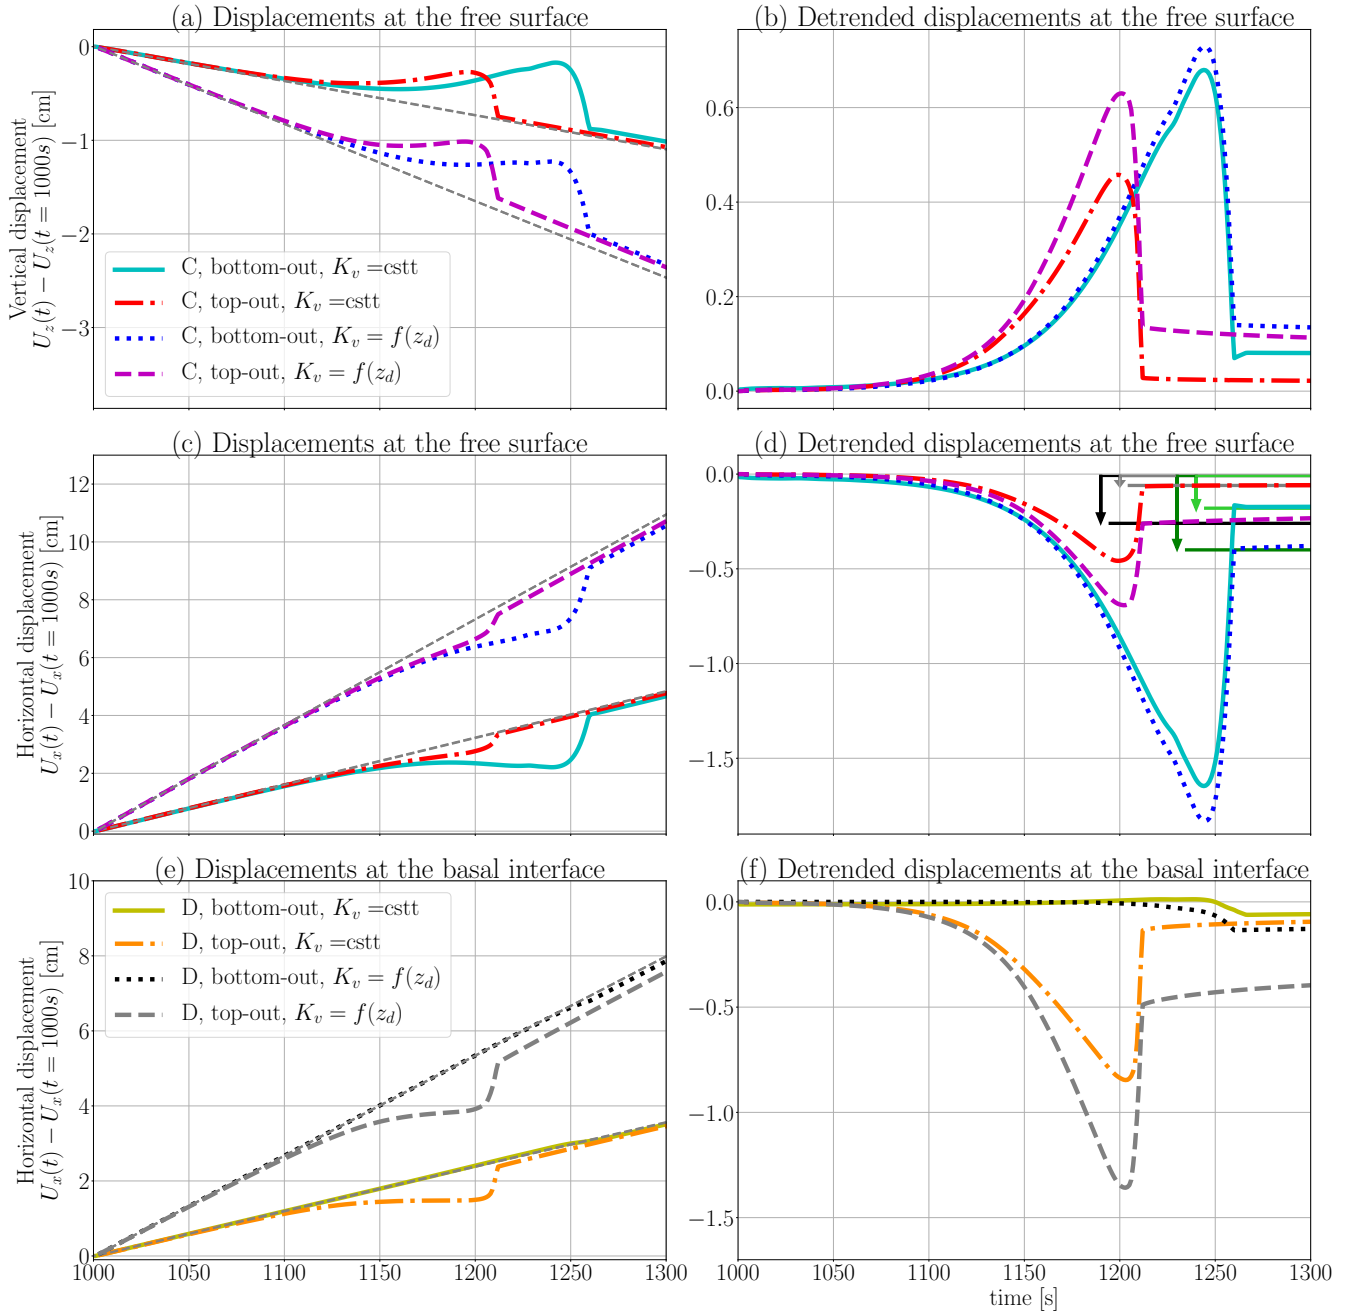 (a) Displacements at the free surface
(b) Detrended displacements at the free surface
Vertical displacement
U_z(t) − U_z(t = 1000s) [cm]
0
−1
−2
−3
C, bottom-out, K_v =cstt
C, top-out, K_v =cstt
C, bottom-out, K_v = f(z_d)
C, top-out, K_v = f(z_d)
0.6
0.4
0.2
0.0
(c) Displacements at the free surface
(d) Detrended displacements at the free surface
Horizontal displacement
U_x(t) − U_x(t = 1000s) [cm]
12
10
8
6
4
2
0
0.0
−0.5
−1.0
−1.5
(e) Displacements at the basal interface
(f) Detrended displacements at the basal interface
Horizontal displacement
U_x(t) − U_x(t = 1000s) [cm]
10
8
6
4
2
0
D, bottom-out, K_v =cstt
D, top-out, K_v =cstt
D, bottom-out, K_v = f(z_d)
D, top-out, K_v = f(z_d)
0.0
−0.5
−1.0
−1.5
1000 1050 1100 1150 1200 1250 1300
1000 1050 1100 1150 1200 1250 1300
time [s]